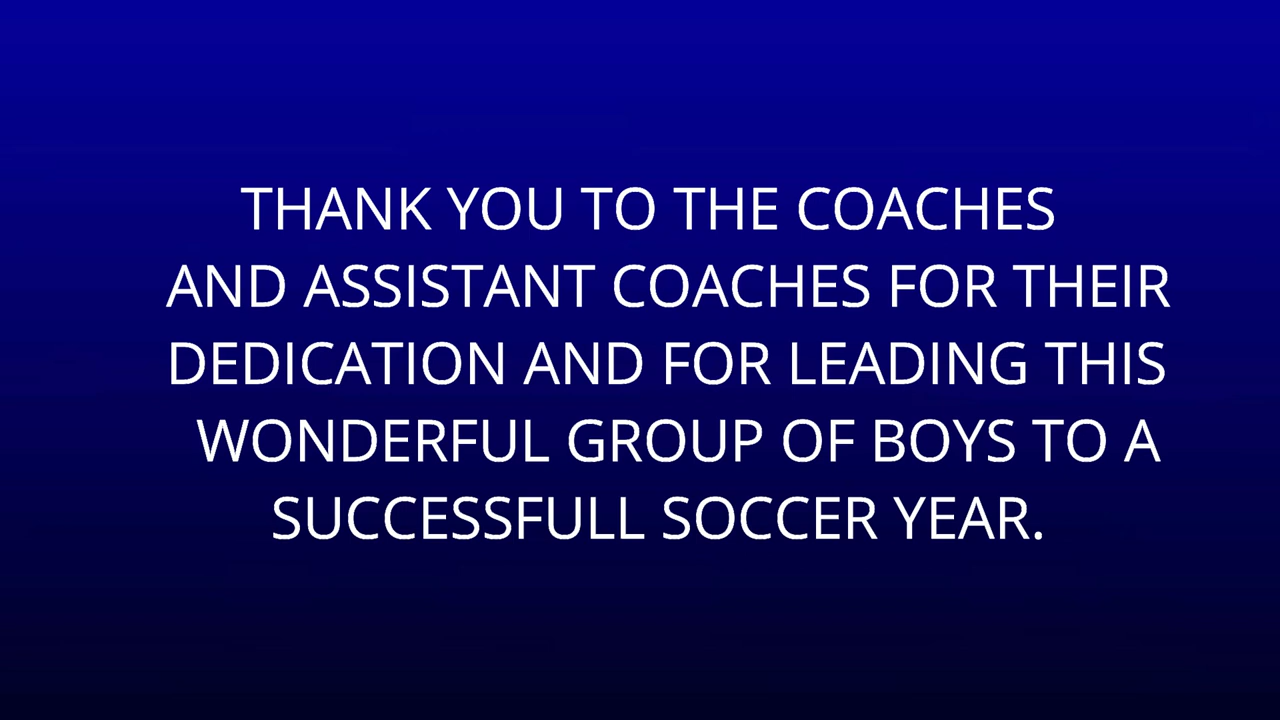 THANK YOU TO THE COACHES
AND ASSISTANT COACHES FOR THEIR
DEDICATION AND FOR LEADING THIS
WONDERFUL GROUP OF BOYS TO A
SUCCESSFULL SOCCER YEAR.